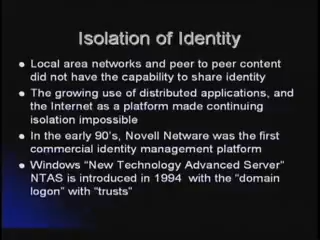 Isolation of Identity
Local area networks and peer to peer content
did not have the capability to share identity
The growing use of distributed applications, and
the Internet as a platform made continuing
isolation impossible
In the early 90's, Novell Netware was the first
commercial identity management platform
Windows "New Technology Advanced Server"
NTAS is introduced in 1994 with the "domain
logon" with "trusts"